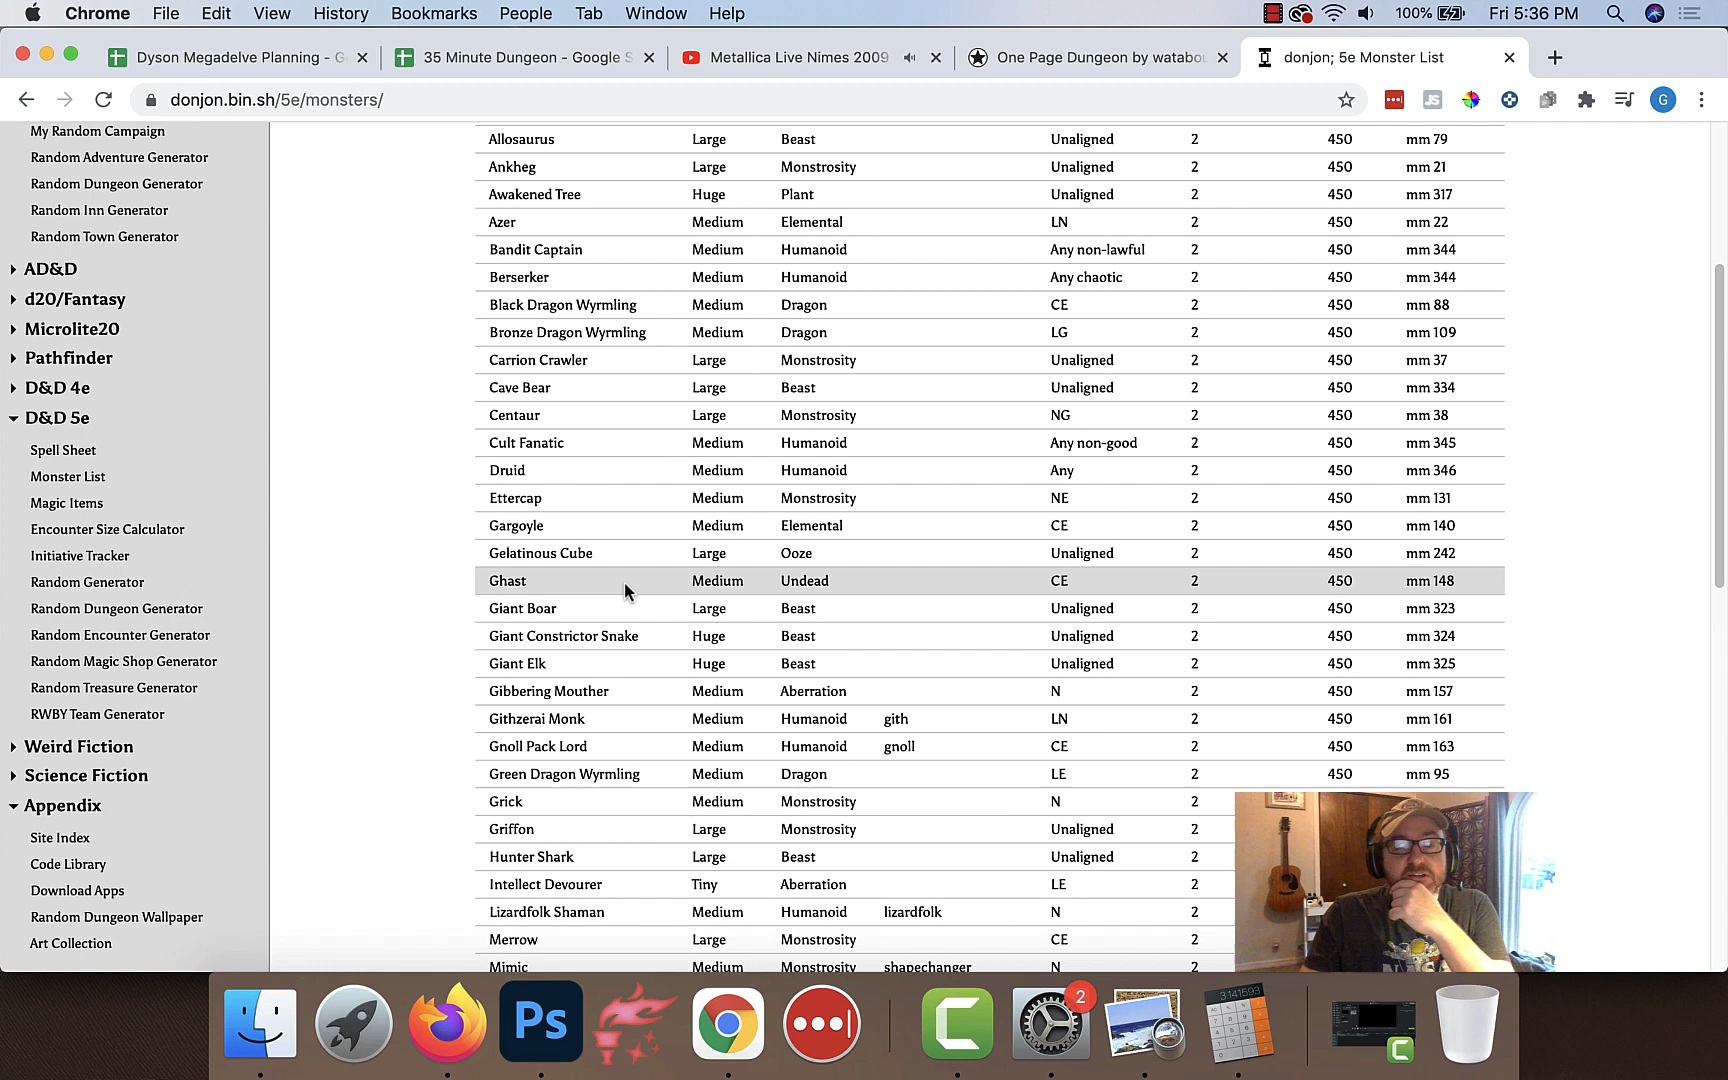 Chrome File Edit View History Bookmarks People Tab Window Help 100% Fri 5:36 PM
Dyson Megadelve Planning - G 35 Minute Dungeon - Google S Metallica Live Nimes 2009 One Page Dungeon by watabo donjon; 5e Monster List
donjon.bin.sh/5e/monsters/ JS G
My Random Campaign
Random Adventure Generator
Random Dungeon Generator
Random Inn Generator
Random Town Generator
AD&D
d20/Fantasy
Microlite20
Pathfinder
D&D 4e
D&D 5e
Spell Sheet
Monster List
Magic Items
Encounter Size Calculator
Initiative Tracker
Random Generator
Random Dungeon Generator
Random Encounter Generator
Random Magic Shop Generator
Random Treasure Generator
RWBY Team Generator
Weird Fiction
Science Fiction
Appendix
Site Index
Code Library
Download Apps
Random Dungeon Wallpaper
Art Collection
Allosaurus Large Beast Unaligned 2 450 mm 79
Ankheg Large Monstrosity Unaligned 2 450 mm 21
Awakened Tree Huge Plant Unaligned 2 450 mm 317
Azer Medium Elemental LN 2 450 mm 22
Bandit Captain Medium Humanoid Any non-lawful 2 450 mm 344
Berserker Medium Humanoid Any chaotic 2 450 mm 344
Black Dragon Wyrmling Medium Dragon CE 2 450 mm 88
Bronze Dragon Wyrmling Medium Dragon LG 2 450 mm 109
Carrion Crawler Large Monstrosity Unaligned 2 450 mm 37
Cave Bear Large Beast Unaligned 2 450 mm 334
Centaur Large Monstrosity NG 2 450 mm 38
Cult Fanatic Medium Humanoid Any non-good 2 450 mm 345
Druid Medium Humanoid Any 2 450 mm 346
Ettercap Medium Monstrosity NE 2 450 mm 131
Gargoyle Medium Elemental CE 2 450 mm 140
Gelatinous Cube Large Ooze Unaligned 2 450 mm 242
Ghast Medium Undead CE 2 450 mm 148
Giant Boar Large Beast Unaligned 2 450 mm 323
Giant Constrictor Snake Huge Beast Unaligned 2 450 mm 324
Giant Elk Huge Beast Unaligned 2 450 mm 325
Gibbering Mouther Medium Aberration N 2 450 mm 157
Githzerai Monk Medium Humanoid gith LN 2 450 mm 161
Gnoll Pack Lord Medium Humanoid gnoll CE 2 450 mm 163
Green Dragon Wyrmling Medium Dragon LE 2 450 mm 95
Grick Medium Monstrosity N 2
Griffon Large Monstrosity Unaligned 2
Hunter Shark Large Beast Unaligned 2
Intellect Devourer Tiny Aberration LE 2
Lizardfolk Shaman Medium Humanoid lizardfolk N 2
Merrow Large Monstrosity CE 2
Mimic Medium Monstrosity shapechanger N 2
Ps 2 3.141593